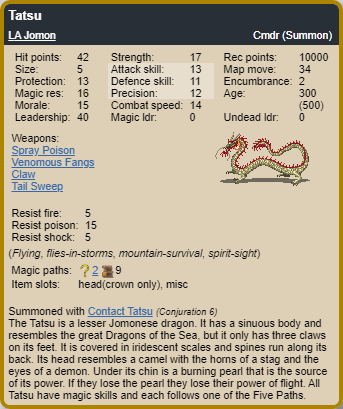 Tatsu
LA Jomon Cmdr (Summon)
Hit points: 42 Strength: 17 Rec points: 10000
Size: 5 Attack skill: 13 Map move: 34
Protection: 13 Defence skill: 11 Encumbrance: 2
Magic res: 16 Precision: 12 Age: 300
Morale: 15 Combat speed: 14 (500)
Leadership: 40 Magic ldr: 0 Undead ldr: 0
Weapons:
Spray Poison
Venomous Fangs
Claw
Tail Sweep
Resist fire: 5
Resist poison: 15
Resist shock: 5
(Flying, flies-in-storms, mountain-survival, spirit-sight)
Magic paths: ? 2 9
Item slots: head(crown only), misc
Summoned with Contact Tatsu (Conjuration 6)
The Tatsu is a lesser Jomonese dragon. It has a sinuous body and
resembles the great Dragons of the Sea, but it only has three claws
on its feet. It is covered in iridescent scales and spines run along its
back. Its head resembles a camel with the horns of a stag and the
eyes of a demon. Under its chin is a burning pearl that is the source
of its power. If they lose the pearl they lose their power of flight. All
Tatsu have magic skills and each follows one of the Five Paths.